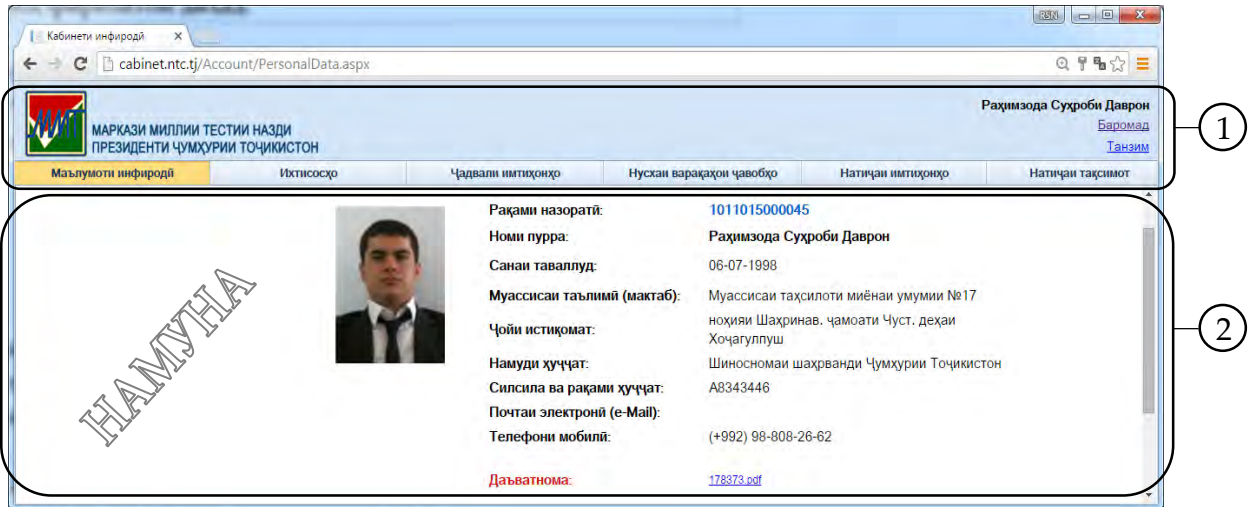 RSN
Кабинети инфиродӣ
cabinet.ntc.tj/Account/PersonalData.aspx
ММТ
МАРКАЗИ МИЛЛИИ ТЕСТИИ НАЗДИ
ПРЕЗИДЕНТИ ҶУМҲУРИИ ТОҶИКИСТОН
Раҳимзода Суҳроби Даврон
Баромад
Танзим
1
Маълумоти инфиродӣ Ихтисосҳо Ҷадвали имтиҳонҳо Нусхаи варақаҳои ҷавобҳо Натиҷаи имтиҳонҳо Натиҷаи тақсимот
Рақами назоратӣ: 1011015000045
Номи пурра: Раҳимзода Суҳроби Даврон
Санаи таваллуд: 06-07-1998
Муассисаи таълимӣ (мактаб): Муассисаи таҳсилоти миёнаи умумии №17
Ҷойи истиқомат: ноҳияи Шаҳринав. ҷамоати Чуст. деҳаи
Хоҷагулпуш
Намуди ҳуҷҷат: Шиносномаи шаҳрванди Ҷумҳурии Тоҷикистон
Силсила ва рақами ҳуҷҷат: A8343446
Почтаи электронӣ (e-Mail):
Телефони мобилӣ: (+992) 98-808-26-62
Даъватнома: 178373.pdf
НАМУНА
2